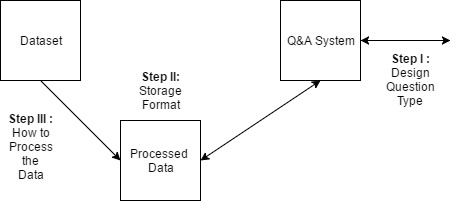 Dataset
Q&A System
Step I :
Design
Question
Type
Step II:
Storage
Format
Step III :
How to
Process
the
Data
Processed
Data